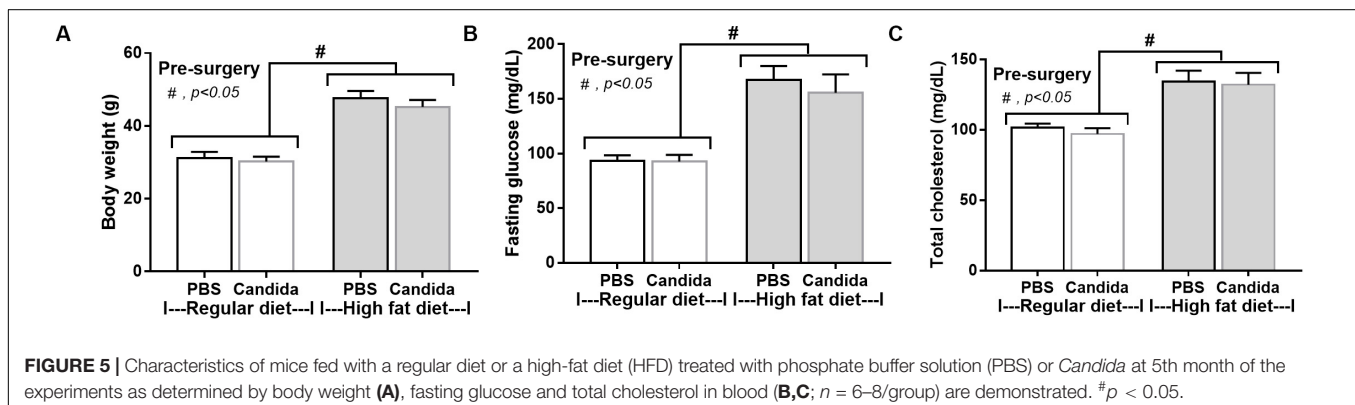 A
Body weight (g)
60
40
20
0
Pre-surgery
#, p<0.05
#
PBS Candida PBS Candida
I---Regular diet---I I---High fat diet---I
B
Fasting glucose (mg/dL)
200
150
100
50
0
Pre-surgery
#, p<0.05
#
PBS Candida PBS Candida
I---Regular diet---I I---High fat diet---I
C
Total cholesterol (mg/dL)
150
100
50
0
Pre-surgery
#, p<0.05
#
PBS Candida PBS Candida
I---Regular diet---I I---High fat diet---I
FIGURE 5 | Characteristics of mice fed with a regular diet or a high-fat diet (HFD) treated with phosphate buffer solution (PBS) or Candida at 5th month of the
experiments as determined by body weight (A), fasting glucose and total cholesterol in blood (B,C; n = 6–8/group) are demonstrated. #p < 0.05.